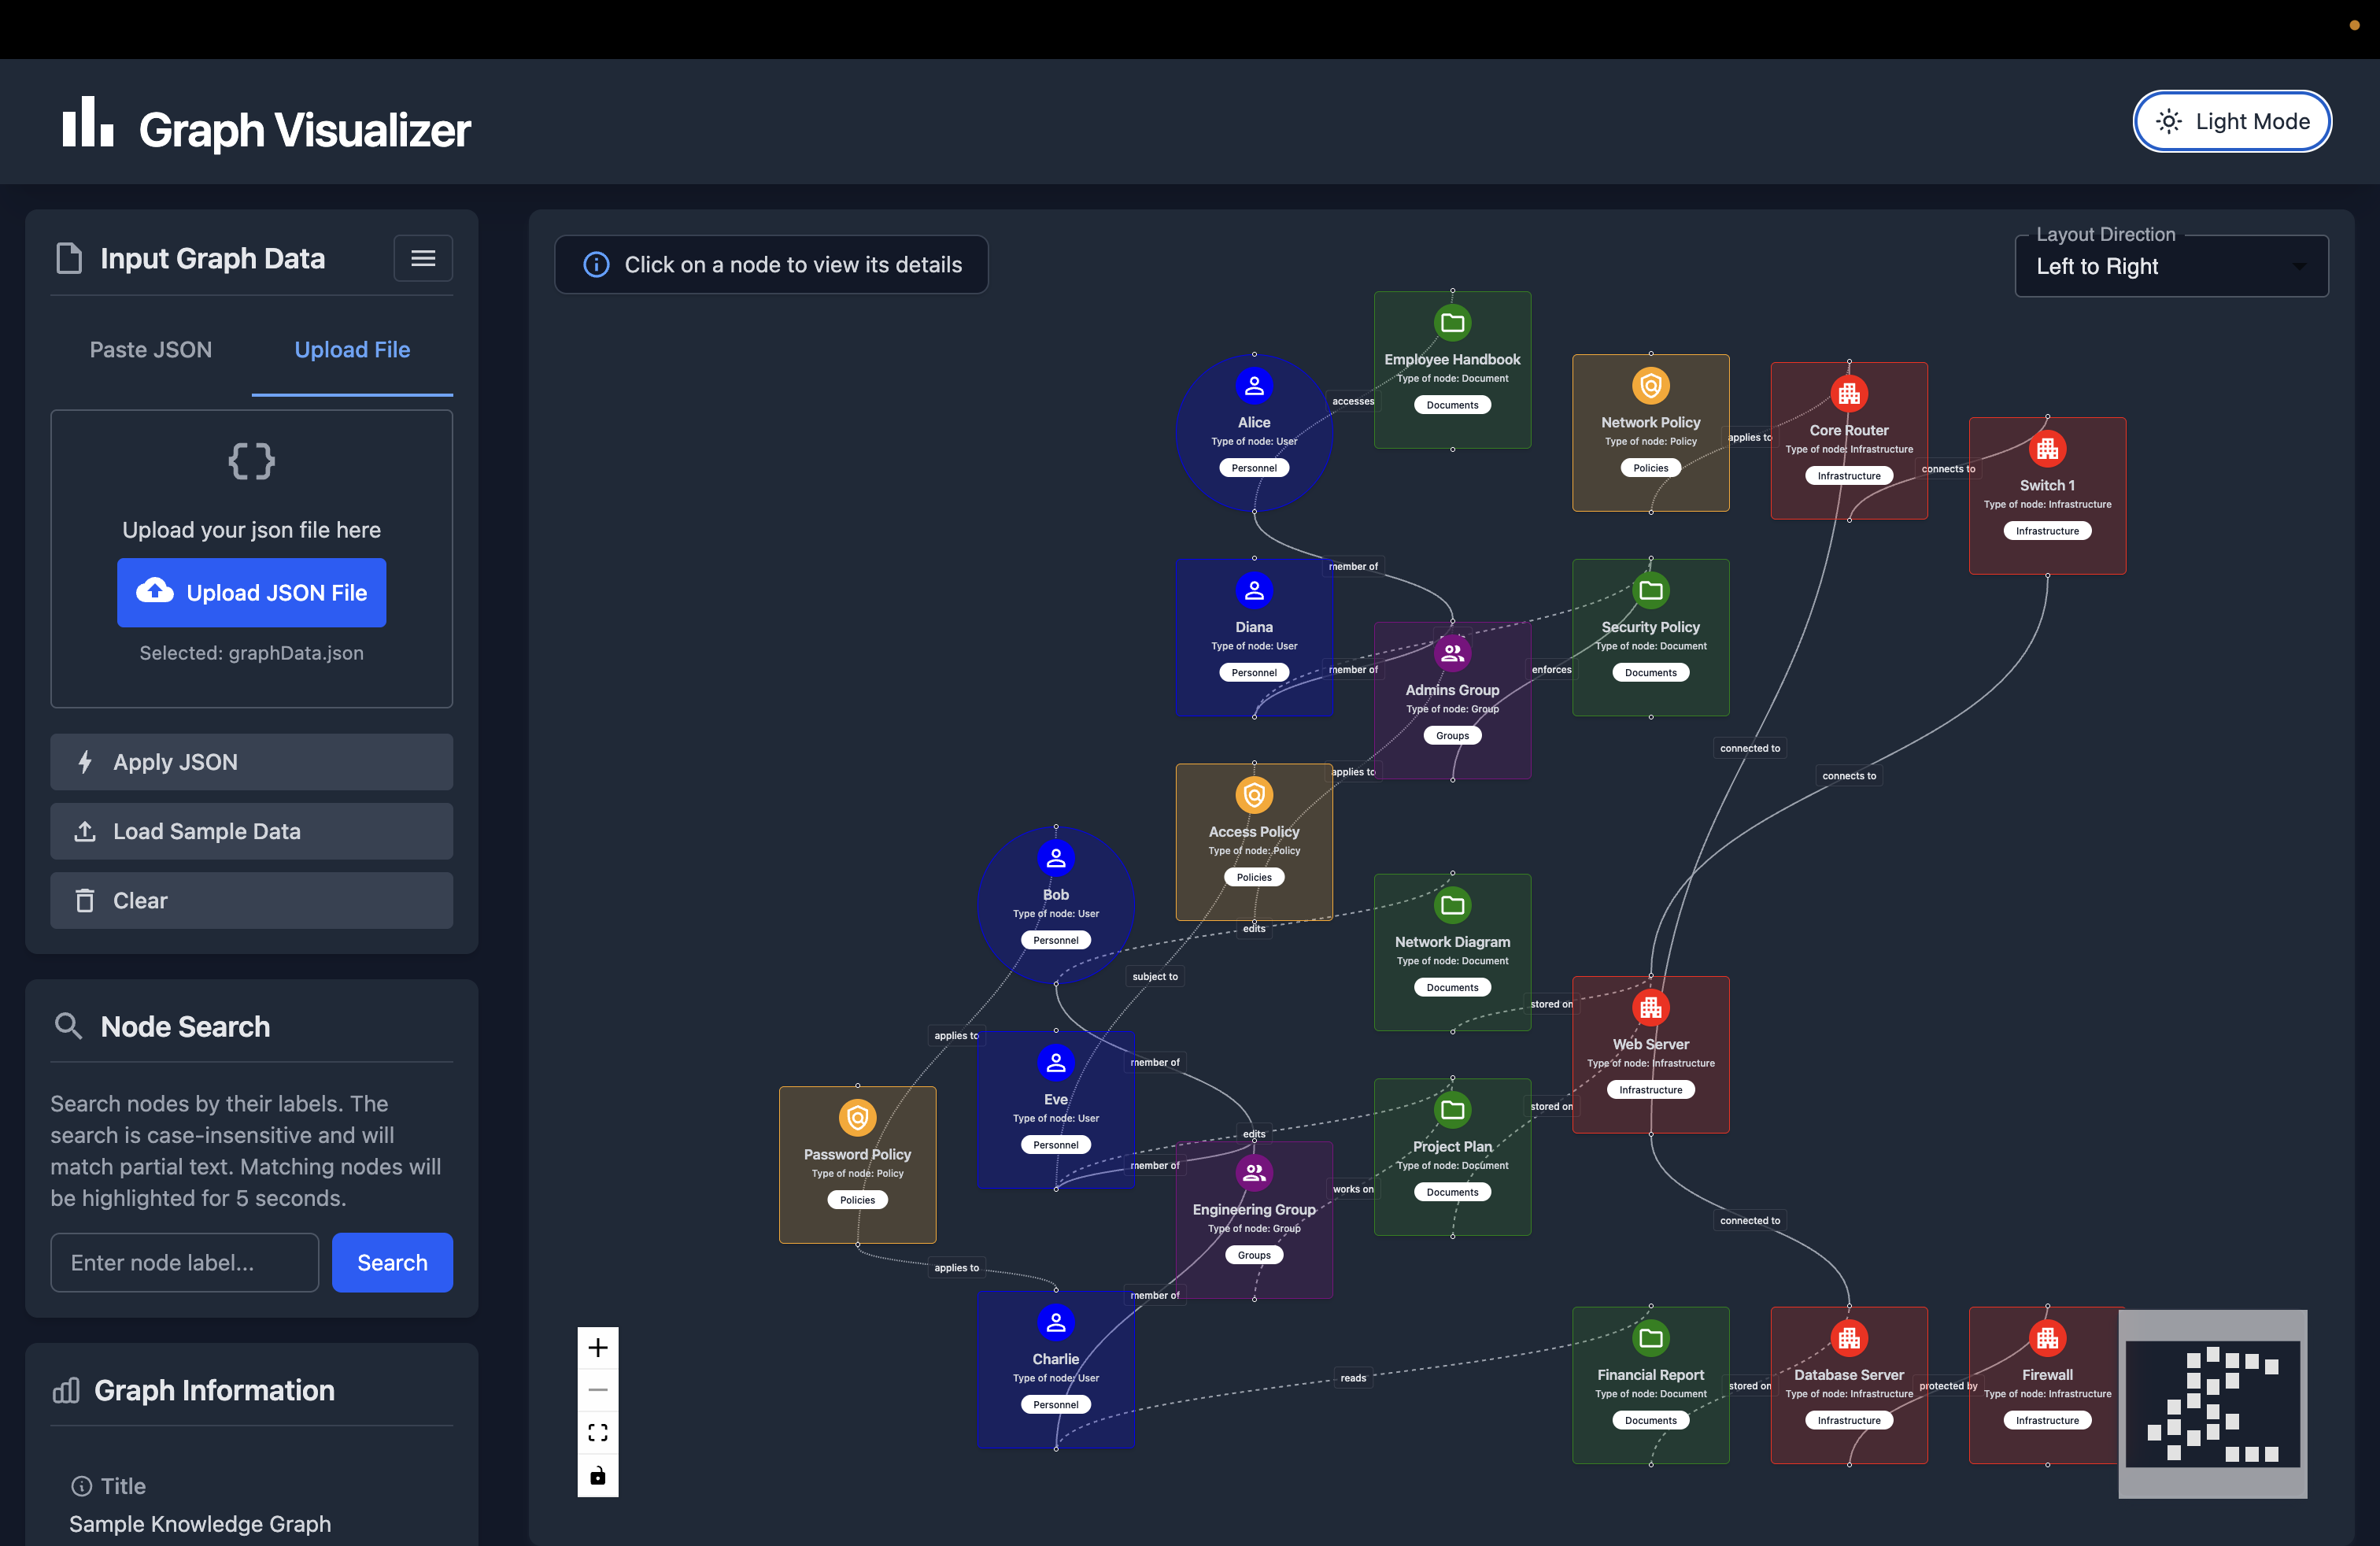 Graph Visualizer
Light Mode
Input Graph Data
Paste JSON
Upload File
Upload your json file here
Upload JSON File
Selected: graphData.json
Apply JSON
Load Sample Data
Clear
Node Search
Search nodes by their labels. The
search is case-insensitive and will
match partial text. Matching nodes will
be highlighted for 5 seconds.
Enter node label...
Search
Graph Information
Title
Sample Knowledge Graph
Click on a node to view its details
Layout Direction
Left to Right
Employee Handbook
Type of node: Document
Documents
accesses
Alice
Type of node: User
Personnel
Network Policy
Type of node: Policy
Policies
applies to
Core Router
Type of node: Infrastructure
Infrastructure
connects to
Switch 1
Type of node: Infrastructure
Infrastructure
member of
Diana
Type of node: User
Personnel
member of
Admins Group
Type of node: Group
Groups
enforces
Security Policy
Type of node: Document
Documents
connected to
connects to
applies to
Access Policy
Type of node: Policy
Policies
edits
Bob
Type of node: User
Personnel
subject to
Network Diagram
Type of node: Document
Documents
stored on
Web Server
Type of node: Infrastructure
Infrastructure
applies to
member of
Eve
Type of node: User
Personnel
Password Policy
Type of node: Policy
Policies
edits
member of
Engineering Group
Type of node: Group
Groups
works on
Project Plan
Type of node: Document
Documents
stored on
connected to
applies to
member of
Charlie
Type of node: User
Personnel
reads
Financial Report
Type of node: Document
Documents
stored on
Database Server
Type of node: Infrastructure
Infrastructure
protected by
Firewall
Type of node: Infrastructure
Infrastructure